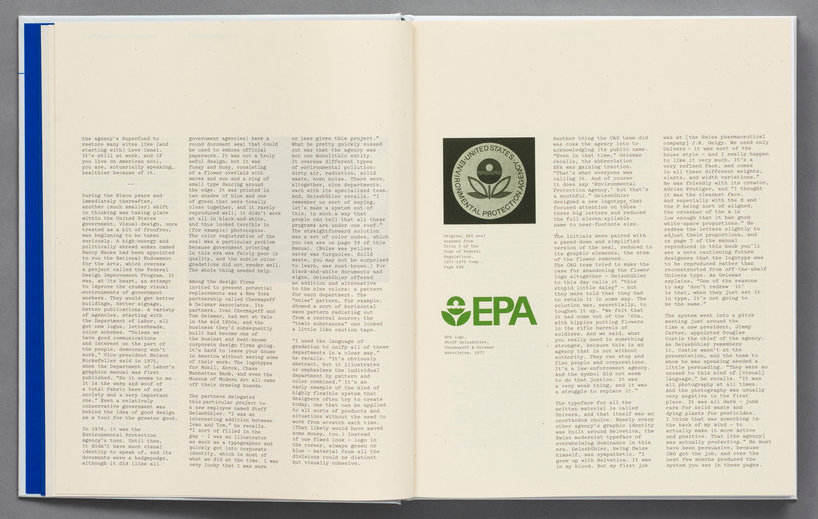 the agency's Superfund to
restore many sites like (and
starting with) Love Canal.
It's still at work, and if
you live on American soil,
you are, actuarially speaking,
healthier because of it.
During the Nixon years and
immediately thereafter,
another (much smaller) shift
in thinking was taking place
within the United States
government. Visual design, once
treated as a bit of frou-frou,
was beginning to be taken
seriously. A high-energy and
politically shrewd woman named
Nancy Hanks had been appointed
to run the National Endowment
for the Arts, which oversaw
a project called the Federal
Design Improvement Program. It
was, at its heart, an attempt
to improve the crummy visual
environments of government
workers. They would get better
buildings, better signage,
better publications. A variety
of agencies, starting with
the Department of Labor, all
got new logos, letterheads,
color schemes. "Unless we
have good communications
and interest on the part of
the people, democracy won't
work," Vice-President Nelson
Rockefeller said in 1977,
when the Department of Labor's
graphics manual was first
published. "So it seems to me
it is the warp and woof of
a total fabric here of our
society and a very important
one." Even a relatively
conservative government was
behind the idea of good design
as a tool for the greater good.
In 1976, it was the
Environmental Protection
Agency's turn. Until then,
it didn't have much visual
identity to speak of, and its
documents were a hodgepodge,
although it did (like all
government agencies) have a
round document seal that could
be used to emboss official
paperwork. It was not a truly
awful design, but it was
fuzzy and busy, consisting
of a flower overlaid with
waves and sun and a ring of
small type dancing around
the edge. It was printed in
two shades of blue and one
of green that were tonally
close together, and it rarely
reproduced well; it didn't work
at all in black-and-white,
and thus looked terrible in
(for example) photocopies.
The color registration of the
seal was a particular problem
because government printing
in this era was fairly poor in
quality, and the subtle color
gradations did not render well.
The whole thing needed help.
Among the design firms
invited to present potential
replacements was a New York
partnership called Chermayeff
& Geismar Associates. Its
partners, Ivan Chermayeff and
Tom Geismar, had met at Yale
in the mid 1950s, and the
business they'd subsequently
built had become one of
the busiest and best-known
corporate design firms going.
It's hard to leave your house
in America without seeing some
of their work: The logotypes
for Mobil, Xerox, Chase
Manhattan Bank, and even the
Museum of Modern Art all came
off their drawing boards.
The partners delegated
this particular project to
a new employee named Steff
Geissbühler. "I was an
interesting addition between
Ivan and Tom," he recalls.
"I sort of filled in the
gap – I was an illustrator
as much as a typographer and
quickly got into corporate
identity, which is most of
what we did at the time. I was
very lucky that I was more
or less given this project."
What he pretty quickly sussed
out was that the agency was
not one monolithic entity.
It oversaw different types
of environmental pollution:
dirty air, radiation, solid
waste, even noise. There were,
altogether, nine departments,
each with its specialised team.
As Geissbühler recalls, "I
remember us sort of saying,
let's make a system out of
this, in such a way that
people can tell that all these
programs are under one roof."
The straightforward solution
was a set of color codes, which
you can see on page 39 of this
manual. (Noise was yellow;
water was turquoise. Solid
waste, you may not be surprised
to learn, was rust-brown.) For
black-and-white documents and
signs, Geissbühler offered
an addition and alternative
to the colors: a pattern
for each department. The
"noise" pattern, for example,
showed a sort of horizontal
wave pattern radiating out
from a central source; the
"toxic substances" one looked
a little like caution tape.
"I used the language of
gradation to unify all of these
departments in a clear way,"
he recalls. "It's obviously
abstract, but it illustrates
or emphasizes the individual
department by pattern and
color combined." It's an
early example of the kind of
highly flexible system that
designers often try to create
today, one that can be applied
to all sorts of products and
situations without the need to
work from scratch each time.
(That likely would have saved
some money, too.) Instead
of one fixed look – logo in
the corner, always green or
blue – material from all the
divisions could be distinct
but visually cohesive.
UNITED STATES
ENVIRONMENTAL PROTECTION AGENCY
Original EPA seal
scanned from
Title 3 of the
Code of Federal
Regulations,
1971-1975 Comp.,
Page 628
EPA
EPA logo,
Steff Geissbühler,
Chermayeff & Geismar
Associates, 1977
Another thing the C&G team did
was coax the agency into to
acknowledging its public name.
"Even in that time," Geismar
recalls, the abbreviation
EPA was gaining traction.
"That's what everyone was
calling it. And of course
it does say 'Environmental
Protection Agency,' but that's
a mouthful." Geissbühler
designed a new logotype that
focused attention on those
three big letters and reduced
the full eleven-syllable
name to near-footnote size.
The initials were paired with
a pared-down and simplified
version of the seal, reduced to
its graphic elements, the stem
of the flower removed.
The C&G team tried to make the
case for abandoning the flower
logo altogether – Geissbühler
to this day calls it "this
stupid little daisy" – but
they were told that they had
to retain it in some way. The
solution was, essentially, to
toughen it up. "We felt that
it had come out of the '60s,
with hippies putting flowers
in the rifle barrels of
soldiers. And we said, what
you really need is something
stronger, because this is an
agency that is not without
authority. They can stop and
fine people and corporations.
It's a law-enforcement agency.
And the symbol did not seem
to do that justice. It was
a very weak thing, and it was
a struggle to replace it."
The typeface for all the
written material is called
Univers, and that itself was an
unorthodox choice. Many, every
other agency's graphic identity
was built around Helvetica, the
Swiss modernist typeface of
overwhelming dominance in this
era. Geissbühler, being Swiss
himself, was sympathetic. "I
grew up with Helvetica. It was
in my blood. But my first job
was at [the Swiss pharmaceutical
company] J.R. Geigy. We used only
Univers – it was sort of the
house style – and I really happen
to like it very much. It's a
very refined face, and comes
in all these different weights,
slants, and width variations."
He was friendly with its creator,
Adrian Frutiger, and "I thought
it was the cleanest face.
And especially with the E and
the P being sort of aligned,
the crossbar of the A is
low enough that it has good
white-space proportions." He
redrew the letters slightly to
adjust their proportions, and
on page 7 of the manual
reproduced in this book you'll
see a note cautioning future
designers that the logotype was
to be reproduced rather than
reconstructed from off-the-shelf
Univers type. As Geismar
explains, "One of the reasons
to say 'don't redraw it'
is that, when they just set it
in type, it's not going to
be the same."
The system went into a pitch
meeting just around the
time a new president, Jimmy
Carter, appointed Douglas
Costle the chief of the agency.
As Geissbühler remembers
it, Costle wasn't at the
presentation, and the team to
whom he was speaking needed a
little persuading. "They were so
unused to this kind of [visual]
language," he recalls. "It was
all photography at all times.
And the photography was usually
very negative in the first
place. It was all dark – junk
cars for solid waste and
dying plants for pesticides.
I think that was something in
the back of my mind – to
actually make it more active
and positive. That [the agency]
was actually protecting." He must
have been persuasive, because
C&G got the job, and over the
next few months produced the
system you see in these pages.